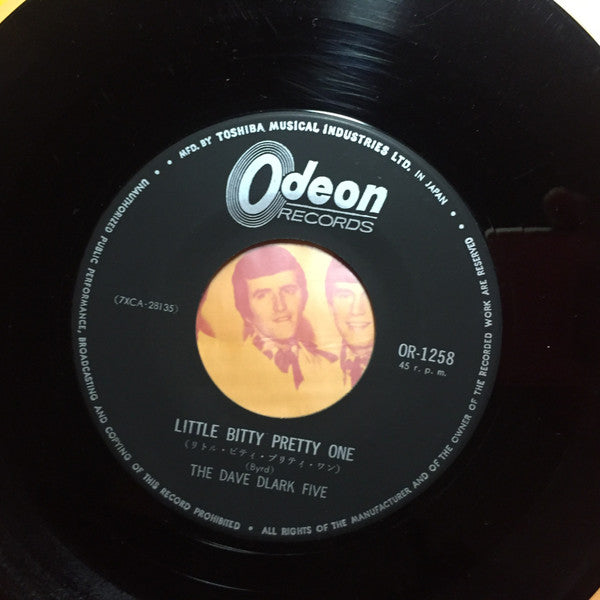 • MFD. BY TOSHIBA MUSICAL INDUSTRIES LTD. IN JAPAN •
Odeon
RECORDS
(7XCA-28135)
OR-1258
45 r. p. m.
LITTLE BITTY PRETTY ONE
(リトル・ビティ・プリティ・ワン)
(Byrd)
THE DAVE DLARK FIVE
UNAUTHORIZED PUBLIC PERFORMANCE, BROADCASTING AND COPYING OF THIS RECORD PROHIBITED • ALL RIGHTS OF THE MANUFACTURER AND OF THE OWNER OF THE RECORDED WORK ARE RESERVED